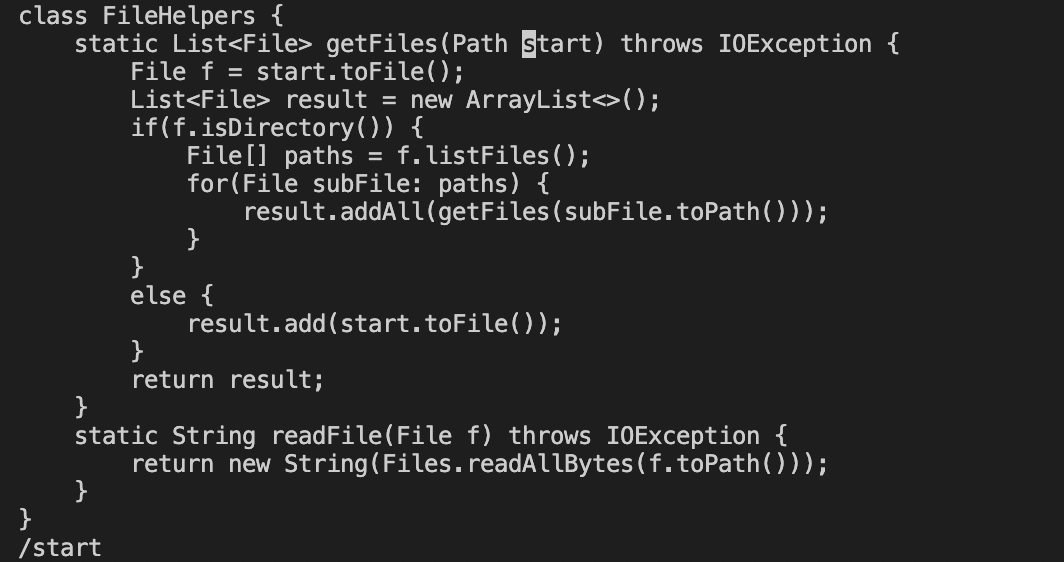 class FileHelpers {
    static List<File> getFiles(Path start) throws IOException {
        File f = start.toFile();
        List<File> result = new ArrayList<>();
        if(f.isDirectory()) {
            File[] paths = f.listFiles();
            for(File subFile: paths) {
                result.addAll(getFiles(subFile.toPath()));
            }
        }
        else {
            result.add(start.toFile());
        }
        return result;
    }
    static String readFile(File f) throws IOException {
        return new String(Files.readAllBytes(f.toPath()));
    }
}
/start